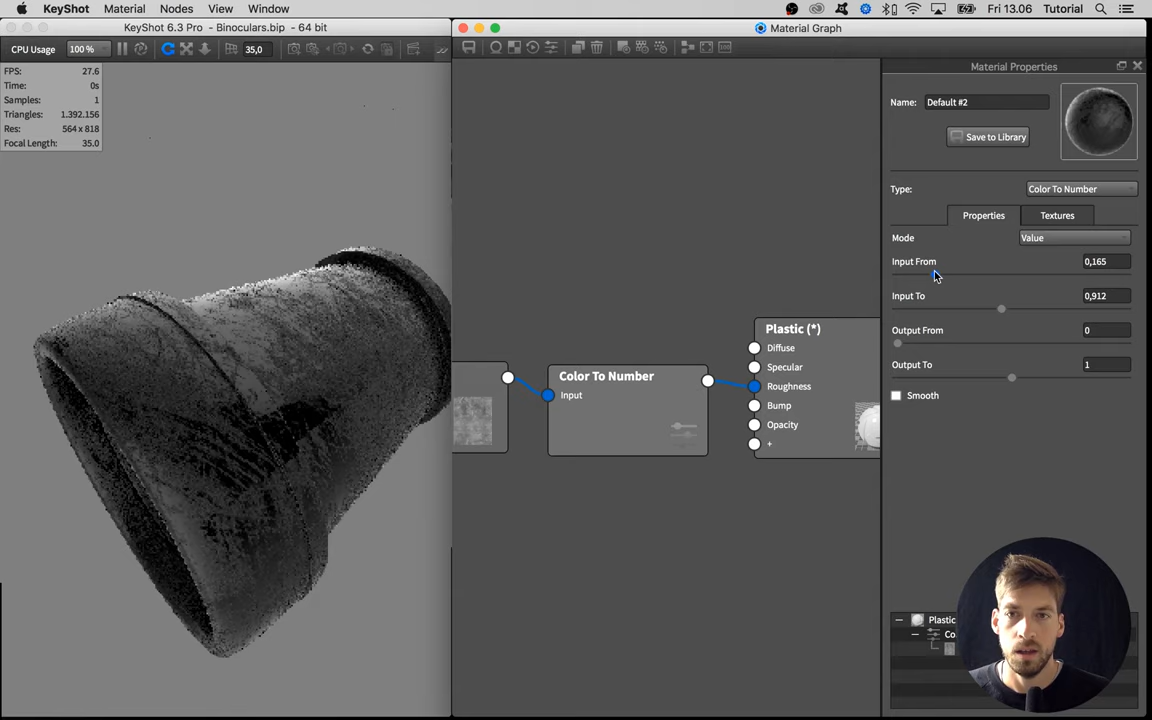 KeyShot Material Nodes View Window Fri 13.06 Tutorial
KeyShot 6.3 Pro - Binoculars.bip - 64 bit
Material Graph
CPU Usage 100 % 35,0
FPS: 27.6
Time: 0s
Samples: 1
Triangles: 1.392.156
Res: 564 x 818
Focal Length: 35.0
Color To Number
Input
Plastic (*)
Diffuse
Specular
Roughness
Bump
Opacity
+
Material Properties
Name: Default #2
Save to Library
Type: Color To Number
Properties Textures
Mode Value
Input From 0,165
Input To 0,912
Output From 0
Output To 1
Smooth
Plastic
Co